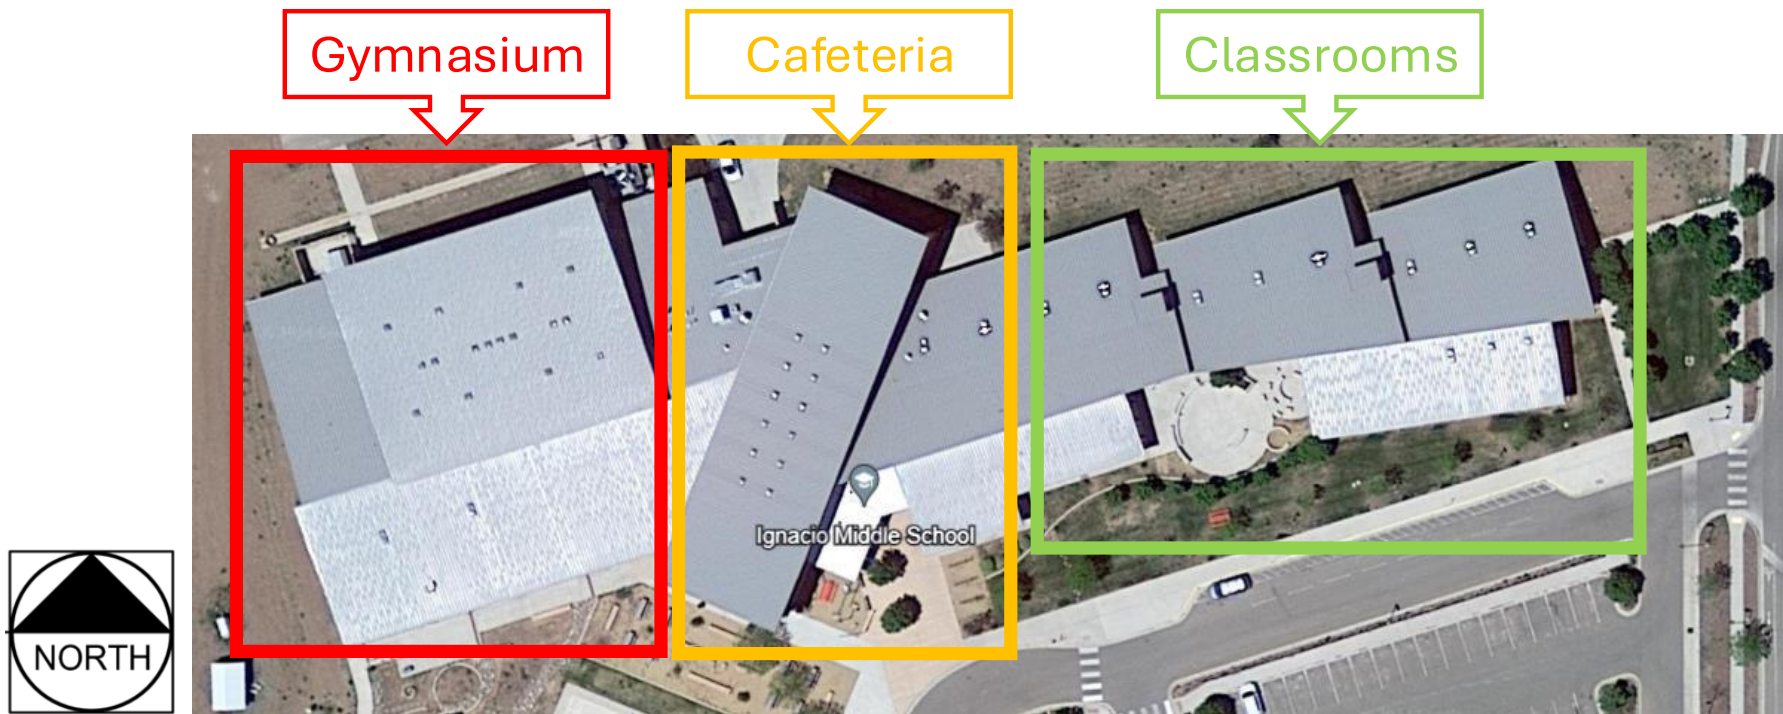 Gymnasium
Cafeteria
Classrooms
Ignacio Middle School
NORTH